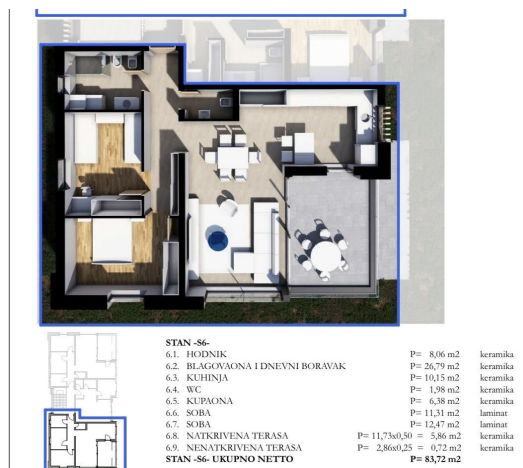 STAN -S6-
6.1. HODNIK P= 8,06 m2 keramika
6.2. BLAGOVAONA I DNEVNI BORAVAK P= 26,79 m2 keramika
6.3. KUHINJA P= 10,15 m2 keramika
6.4. WC P= 1,98 m2 keramika
6.5. KUPAONA P= 6,38 m2 keramika
6.6. SOBA P= 11,31 m2 laminat
6.7. SOBA P= 12,47 m2 laminat
6.8. NATKRIVENA TERASA P= 11,73x0,50 = 5,86 m2 keramika
6.9. NENATKRIVENA TERASA P= 2,86x0,25 = 0,72 m2 keramika
STAN -S6- UKUPNO NETTO P= 83,72 m2